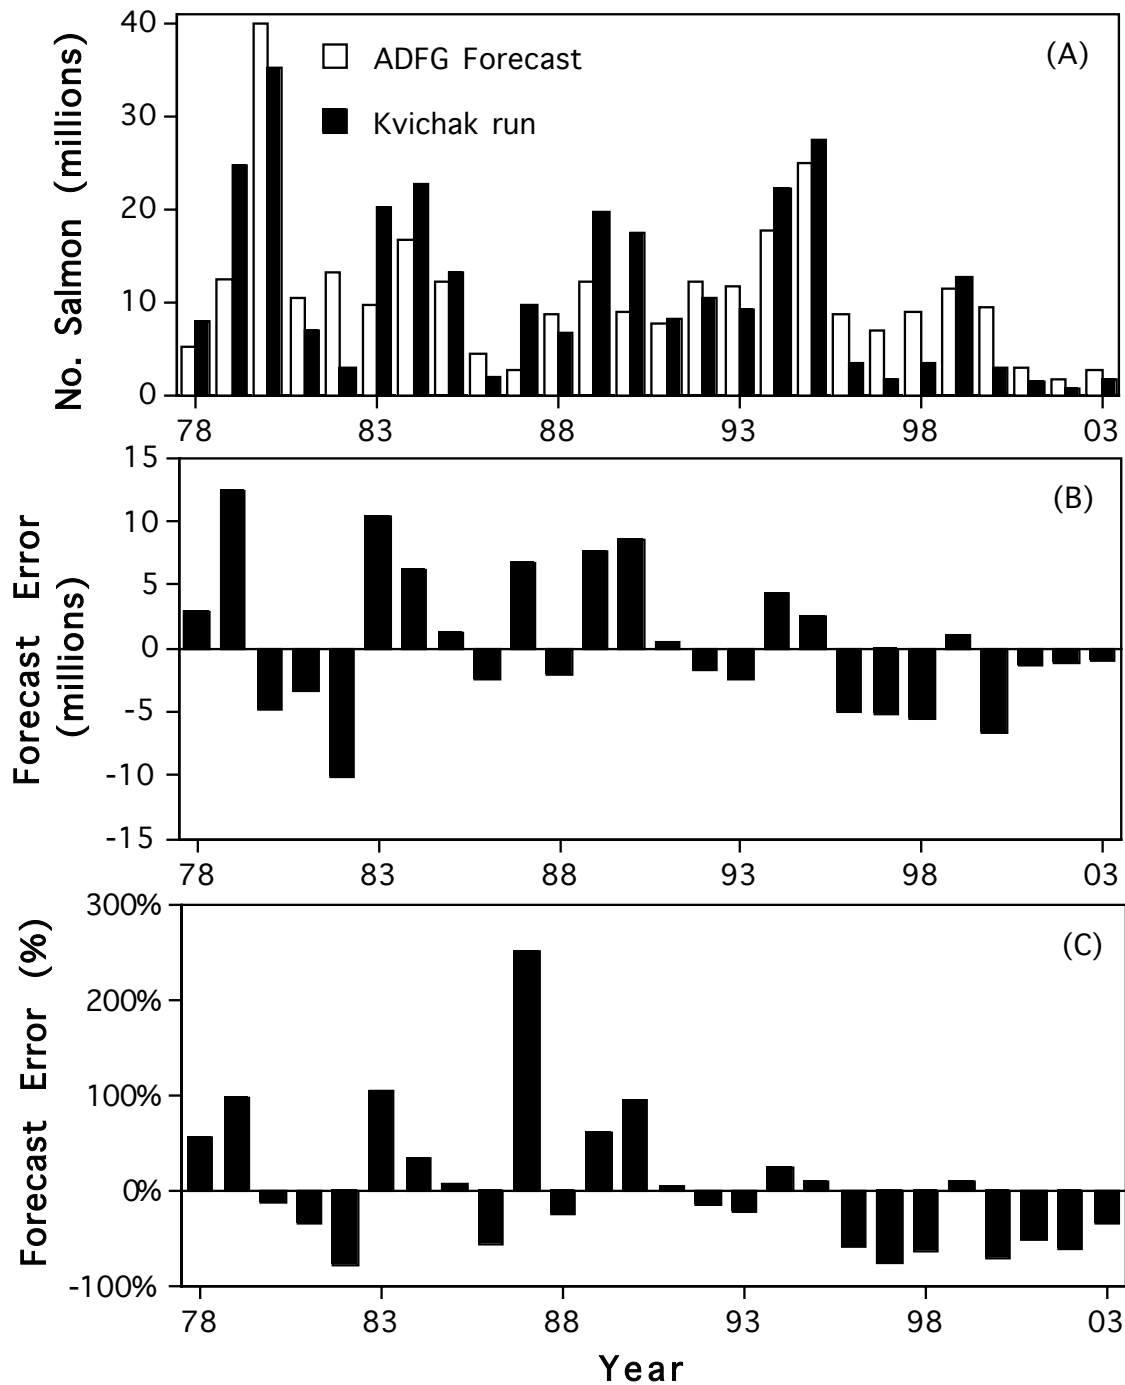 No. Salmon (millions)
40
30
20
10
0
ADFG Forecast
Kvichak run
(A)
78 83 88 93 98 03
Forecast Error
(millions)
15
10
5
0
-5
-10
-15
(B)
78 83 88 93 98 03
Forecast Error (%)
300%
200%
100%
0%
-100%
(C)
78 83 88 93 98 03
Year